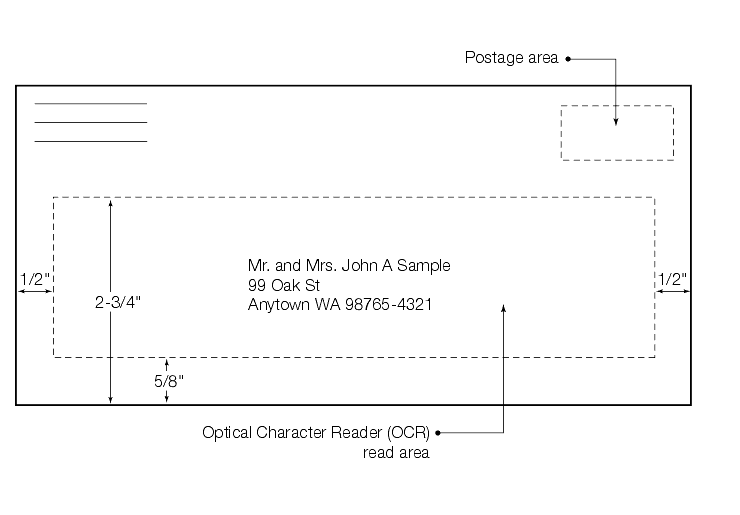 Postage area
Mr. and Mrs. John A Sample
99 Oak St
Anytown WA 98765-4321
1/2"
1/2"
2-3/4"
5/8"
Optical Character Reader (OCR)
read area